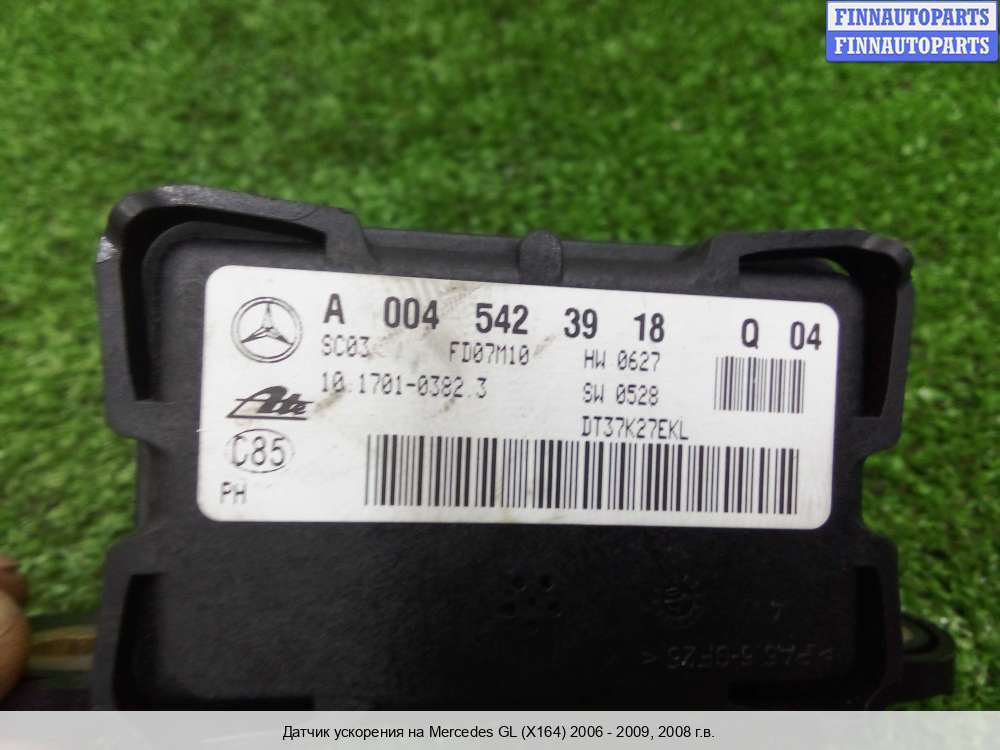 FINNAUTOPARTS
FINNAUTOPARTS
A 004 542 39 18 Q 04
SC03 FD07M10 HW 0627
10.1701-0382.3 SW 0528
Ate DT37K27EKL
C85
PH
Датчик ускорения на Mercedes GL (X164) 2006 - 2009, 2008 г.в.